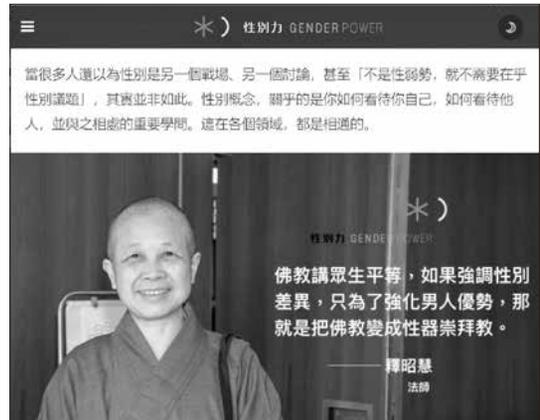 性別力 GENDER POWER
當很多人還以為性別是另一個戰場、另一個討論，甚至「不是性弱勢，就不需要在乎
性別議題」，其實並非如此。性別概念，關乎的是你如何看待你自己，如何看待他
人，並與之相處的重要學問。這在各個領域，都是相通的。
性別力 GENDER POWER
佛教講眾生平等，如果強調性別
差異，只為了強化男人優勢，那
就是把佛教變成性器崇拜教。
——釋昭慧
法師